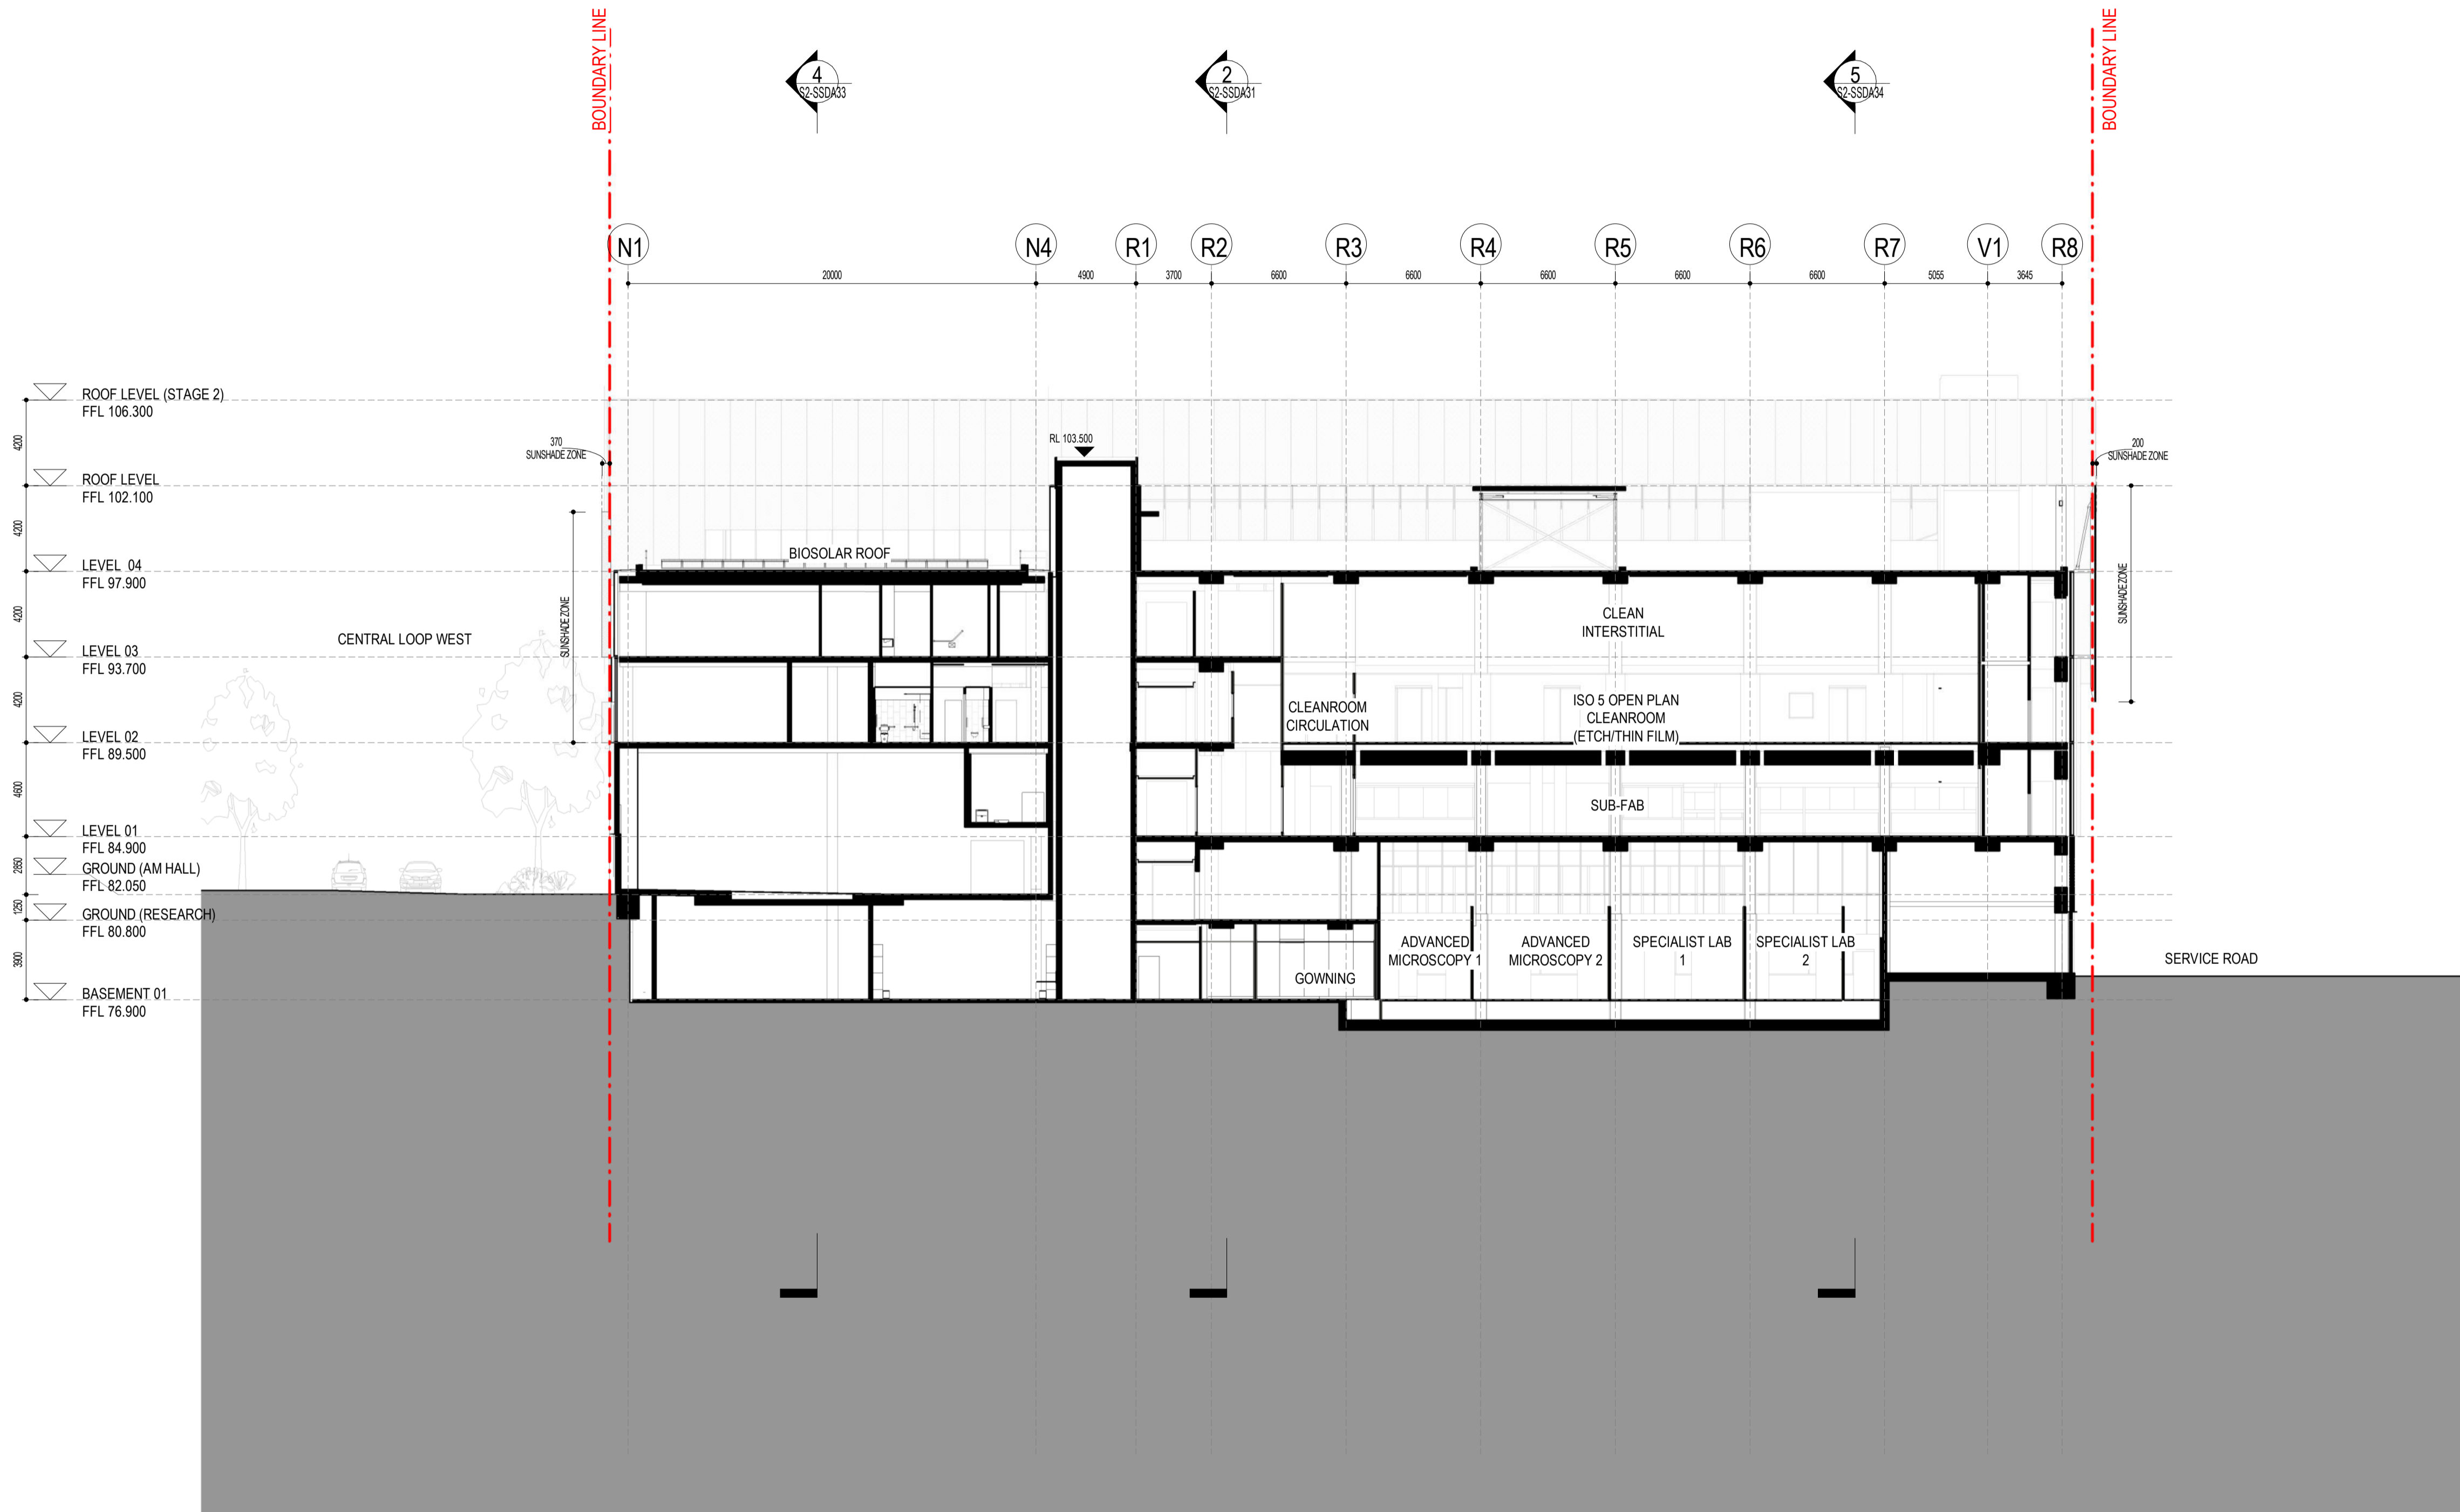 BOUNDARY LINE
BOUNDARY LINE
4
S2-SSDA33
2
S2-SSDA31
5
S2-SSDA34
N1
N4
R1
R2
R3
R4
R5
R6
R7
V1
R8
20000
4900
3700
6600
6600
6600
6600
6600
5055
3645
ROOF LEVEL (STAGE 2)
FFL 106.300
4200
370
SUNSHADE ZONE
RL 103.500
200
SUNSHADE ZONE
ROOF LEVEL
FFL 102.100
4200
BIOSOLAR ROOF
LEVEL 04
FFL 97.900
4200
SUNSHADE ZONE
SUNSHADE ZONE
CENTRAL LOOP WEST
CLEAN
INTERSTITIAL
LEVEL 03
FFL 93.700
4200
CLEANROOM
CIRCULATION
ISO 5 OPEN PLAN
CLEANROOM
(ETCH/THIN FILM)
LEVEL 02
FFL 89.500
4600
SUB-FAB
LEVEL 01
FFL 84.900
2850
GROUND (AM HALL)
FFL 82.050
1250
GROUND (RESEARCH)
FFL 80.800
3900
ADVANCED
MICROSCOPY 1
ADVANCED
MICROSCOPY 2
SPECIALIST LAB
1
SPECIALIST LAB
2
GOWNING
SERVICE ROAD
BASEMENT 01
FFL 76.900